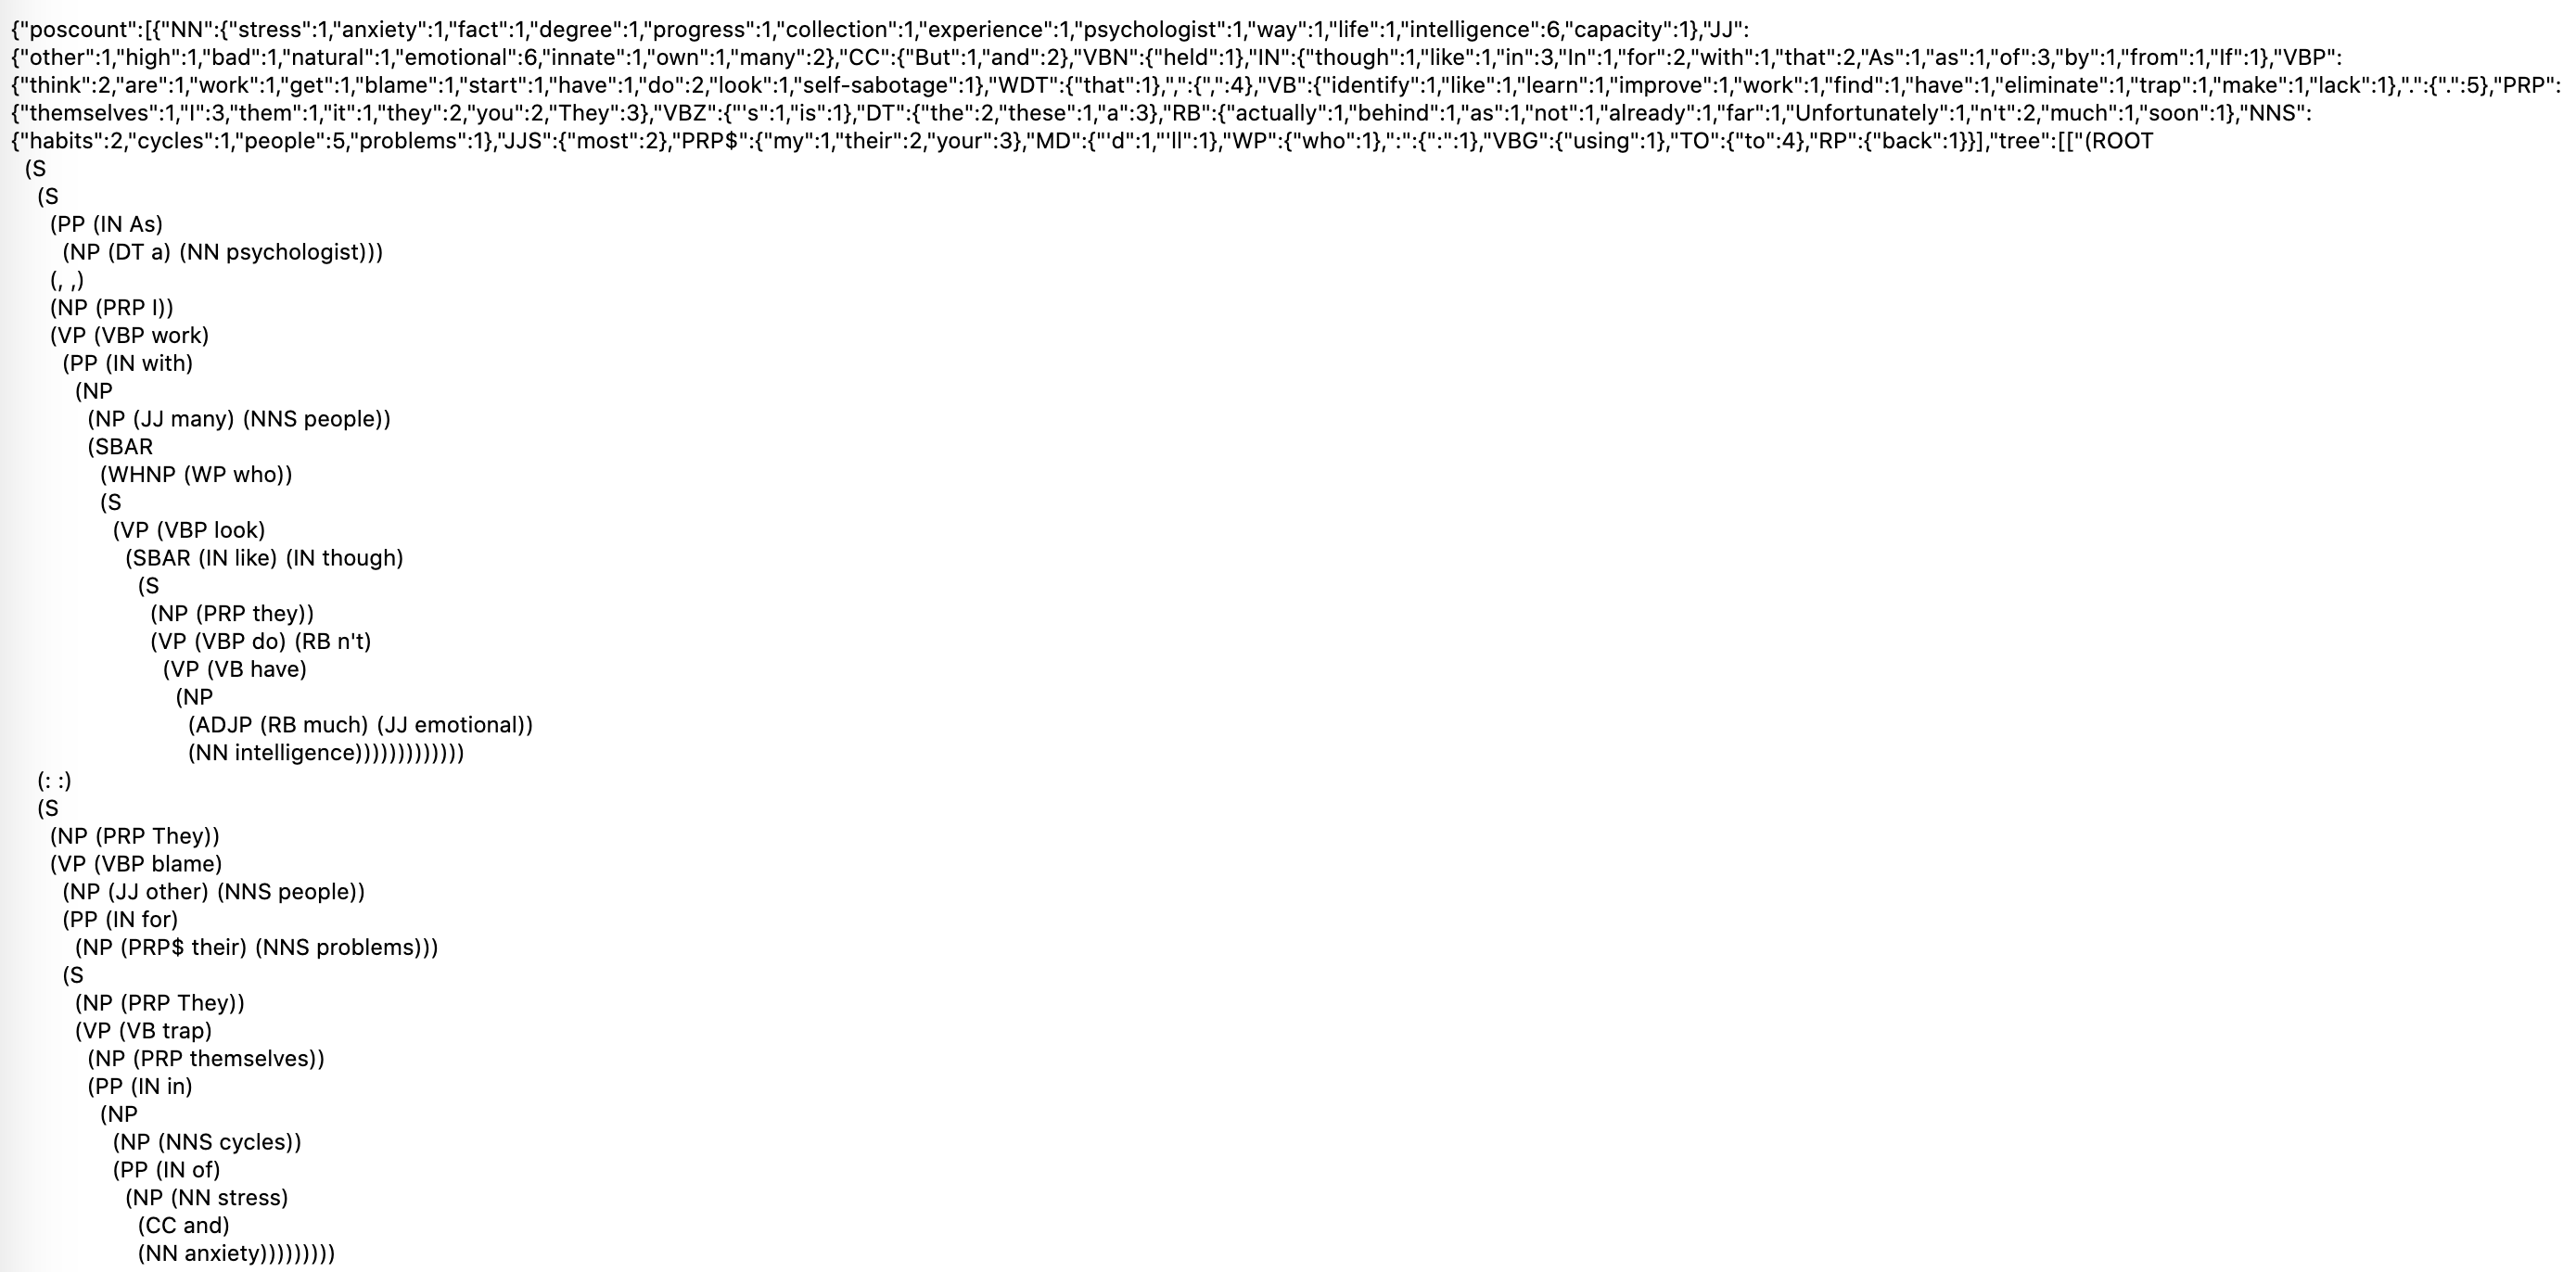 {"poscount":[{"NN":{"stress":1,"anxiety":1,"fact":1,"degree":1,"progress":1,"collection":1,"experience":1,"psychologist":1,"way":1,"life":1,"intelligence":6,"capacity":1},"JJ":
{"other":1,"high":1,"bad":1,"natural":1,"emotional":6,"innate":1,"own":1,"many":2},"CC":{"But":1,"and":2},"VBN":{"held":1},"IN":{"though":1,"like":1,"in":3,"In":1,"for":2,"with":1,"that":2,"As":1,"as":1,"of":3,"by":1,"from":1,"If":1},"VBP":
{"think":2,"are":1,"work":1,"get":1,"blame":1,"start":1,"have":1,"do":2,"look":1,"self-sabotage":1},"WDT":{"that":1},",":{",":4},"VB":{"identify":1,"like":1,"learn":1,"improve":1,"work":1,"find":1,"have":1,"eliminate":1,"trap":1,"make":1,"lack":1},".":{".":5},"PRP":
{"themselves":1,"I":3,"them":1,"it":1,"they":2,"you":2,"They":3},"VBZ":{"'s":1,"is":1},"DT":{"the":2,"these":1,"a":3},"RB":{"actually":1,"behind":1,"as":1,"not":1,"already":1,"far":1,"Unfortunately":1,"n't":2,"much":1,"soon":1},"NNS":
{"habits":2,"cycles":1,"people":5,"problems":1},"JJS":{"most":2},"PRP$":{"my":1,"their":2,"your":3},"MD":{"'d":1,"'ll":1},"WP":{"who":1},":":{":":1},"VBG":{"using":1},"TO":{"to":4},"RP":{"back":1}}],"tree":[["(ROOT
(S
(S
(PP (IN As)
(NP (DT a) (NN psychologist)))
(, ,)
(NP (PRP I))
(VP (VBP work)
(PP (IN with)
(NP
(NP (JJ many) (NNS people))
(SBAR
(WHNP (WP who))
(S
(VP (VBP look)
(SBAR (IN like) (IN though)
(S
(NP (PRP they))
(VP (VBP do) (RB n't)
(VP (VB have)
(NP
(ADJP (RB much) (JJ emotional))
(NN intelligence)))))))))))))
(: :)
(S
(NP (PRP They))
(VP (VBP blame)
(NP (JJ other) (NNS people))
(PP (IN for)
(NP (PRP$ their) (NNS problems)))
(S
(NP (PRP They))
(VP (VB trap)
(NP (PRP themselves))
(PP (IN in)
(NP
(NP (NNS cycles))
(PP (IN of)
(NP (NN stress)
(CC and)
(NN anxiety)))))))))